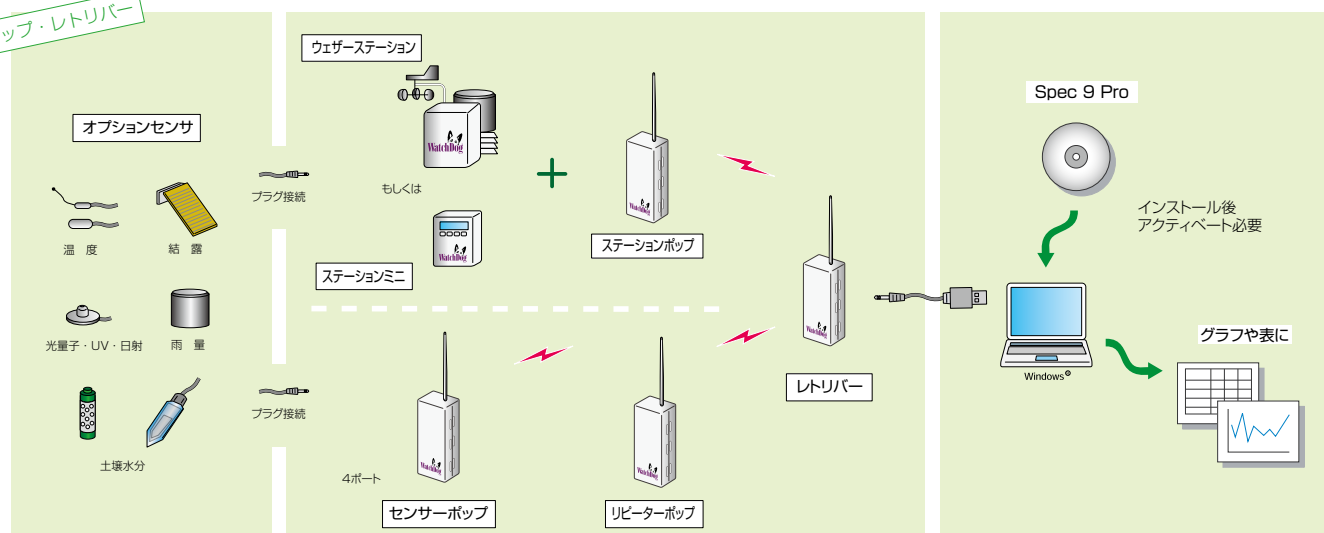 ップ・レトリバー
オプションセンサ
温 度
結 露
光量子・UV・日射
雨 量
土壌水分
プラグ接続
プラグ接続
ウェザーステーション
WatchDog
もしくは
WatchDog
ステーションミニ
WatchDog
ステーションポップ
WatchDog
4ポート
センサーポップ
WatchDog
リピーターポップ
WatchDog
レトリバー
Spec 9 Pro
インストール後
アクティベート必要
Windows®
グラフや表に